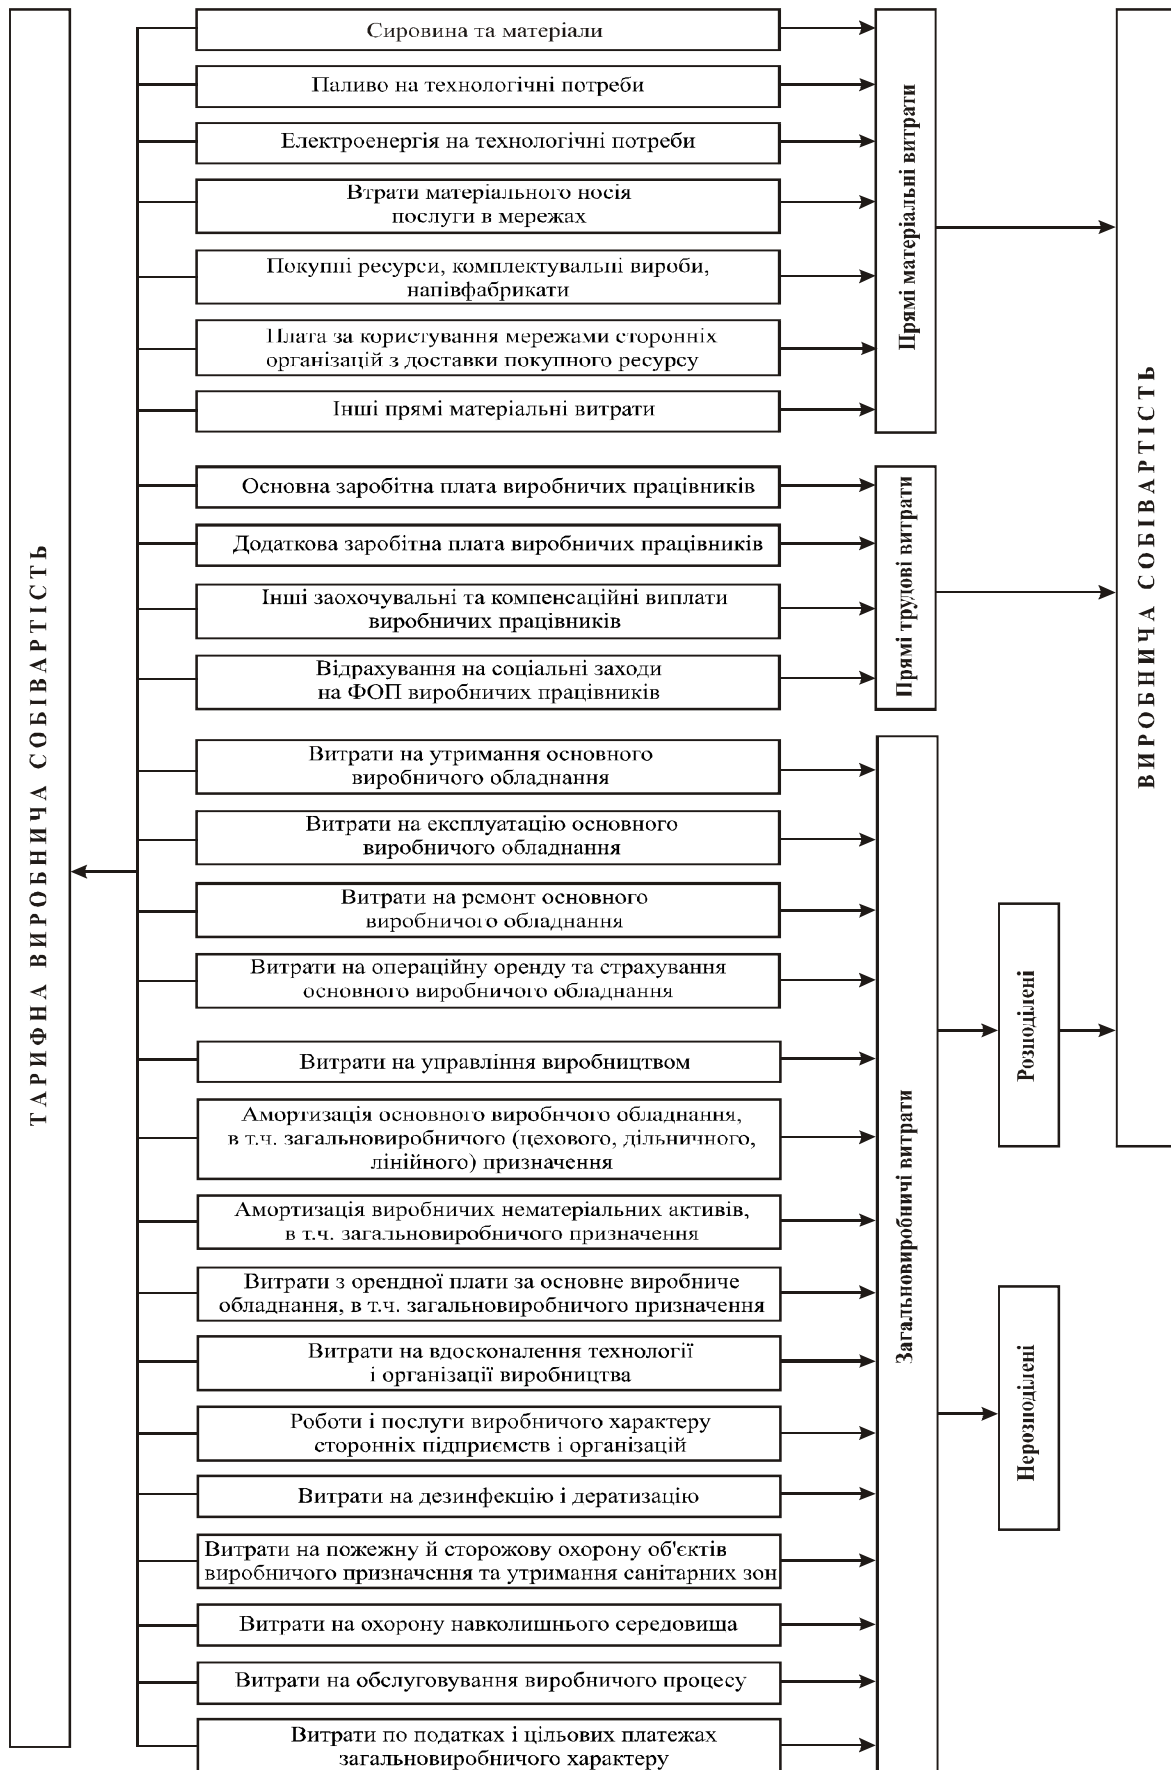 ТАРИФНА ВИРОБНИЧА СОБІВАРТІСТЬ
Сировина та матеріали
Паливо на технологічні потреби
Електроенергія на технологічні потреби
Втрати матеріального носія
послуги в мережах
Покупні ресурси, комплектувальні вироби,
напівфабрикати
Плата за користування мережами сторонніх
організацій з доставки покупного ресурсу
Інші прямі матеріальні витрати
Прямі матеріальні витрати
Основна заробітна плата виробничих працівників
Додаткова заробітна плата виробничих працівників
Інші заохочувальні та компенсаційні виплати
виробничих працівників
Відрахування на соціальні заходи
на ФОП виробничих працівників
Прямі трудові витрати
Витрати на утримання основного
виробничого обладнання
Витрати на експлуатацію основного
виробничого обладнання
Витрати на ремонт основного
виробничого обладнання
Витрати на операційну оренду та страхування
основного виробничого обладнання
Витрати на управління виробництвом
Амортизація основного виробнчого обладнання,
в т.ч. загальновиробничого (цехового, дільничного,
лінійного) призначення
Амортизація виробничих нематеріальних активів,
в т.ч. загальновиробничого призначення
Витрати з орендної плати за основне виробниче
обладнання, в т.ч. загальновиробничого призначення
Витрати на вдосконалення технології
і організації виробництва
Роботи і послуги виробничого характеру
сторонніх підприємств і організацій
Витрати на дезинфекцію і дератизацію
Витрати на пожежну й сторожову охорону об'єктів
виробничого призначення та утримання санітарних зон
Витрати на охорону навколишнього середовиша
Витрати на обслуговування виробничого процесу
Витрати по податках і цільових платежах
загальновиробничого характеру
Загальновиробничі витрати
Розподілені
Нерозподілені
ВИРОБНИЧА СОБІВАРТІСТЬ